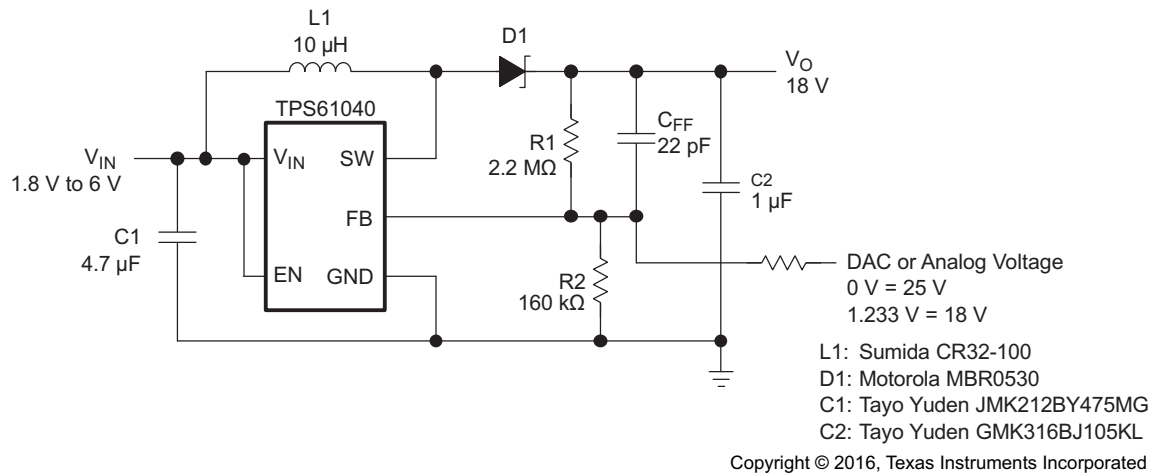 L1
10 µH
D1
VO
18 V
TPS61040
VIN
1.8 V to 6 V
VIN
SW
R1
2.2 MΩ
CFF
22 pF
C2
1 µF
FB
C1
4.7 µF
EN
GND
R2
160 kΩ
DAC or Analog Voltage
0 V = 25 V
1.233 V = 18 V
L1: Sumida CR32-100
D1: Motorola MBR0530
C1: Tayo Yuden JMK212BY475MG
C2: Tayo Yuden GMK316BJ105KL
Copyright © 2016, Texas Instruments Incorporated